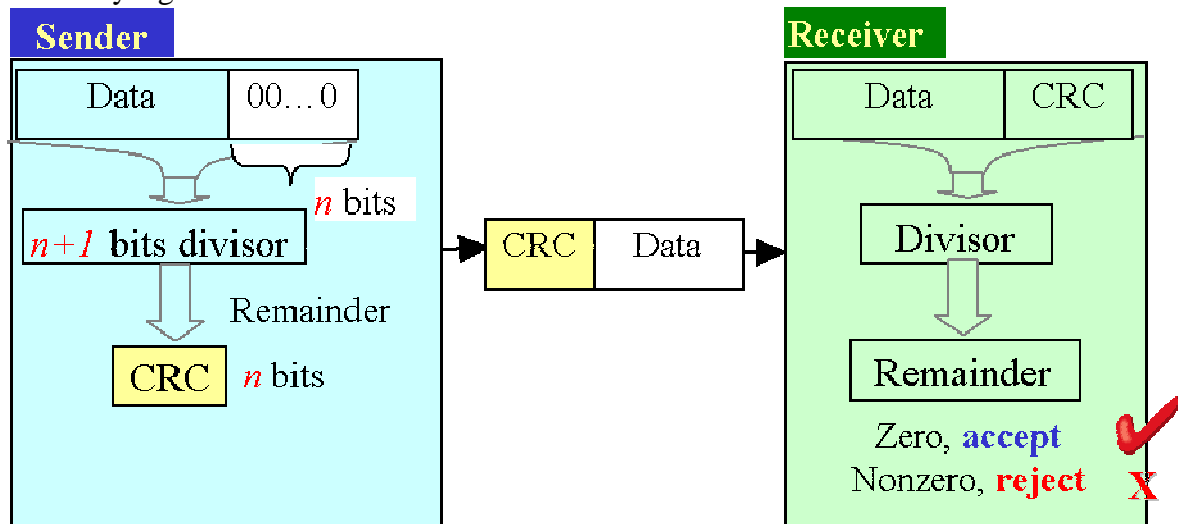 Sender
Data 00...0
n bits
n+1 bits divisor
Remainder
CRC n bits
CRC Data
Receiver
Data CRC
Divisor
Remainder
Zero, accept
Nonzero, reject X